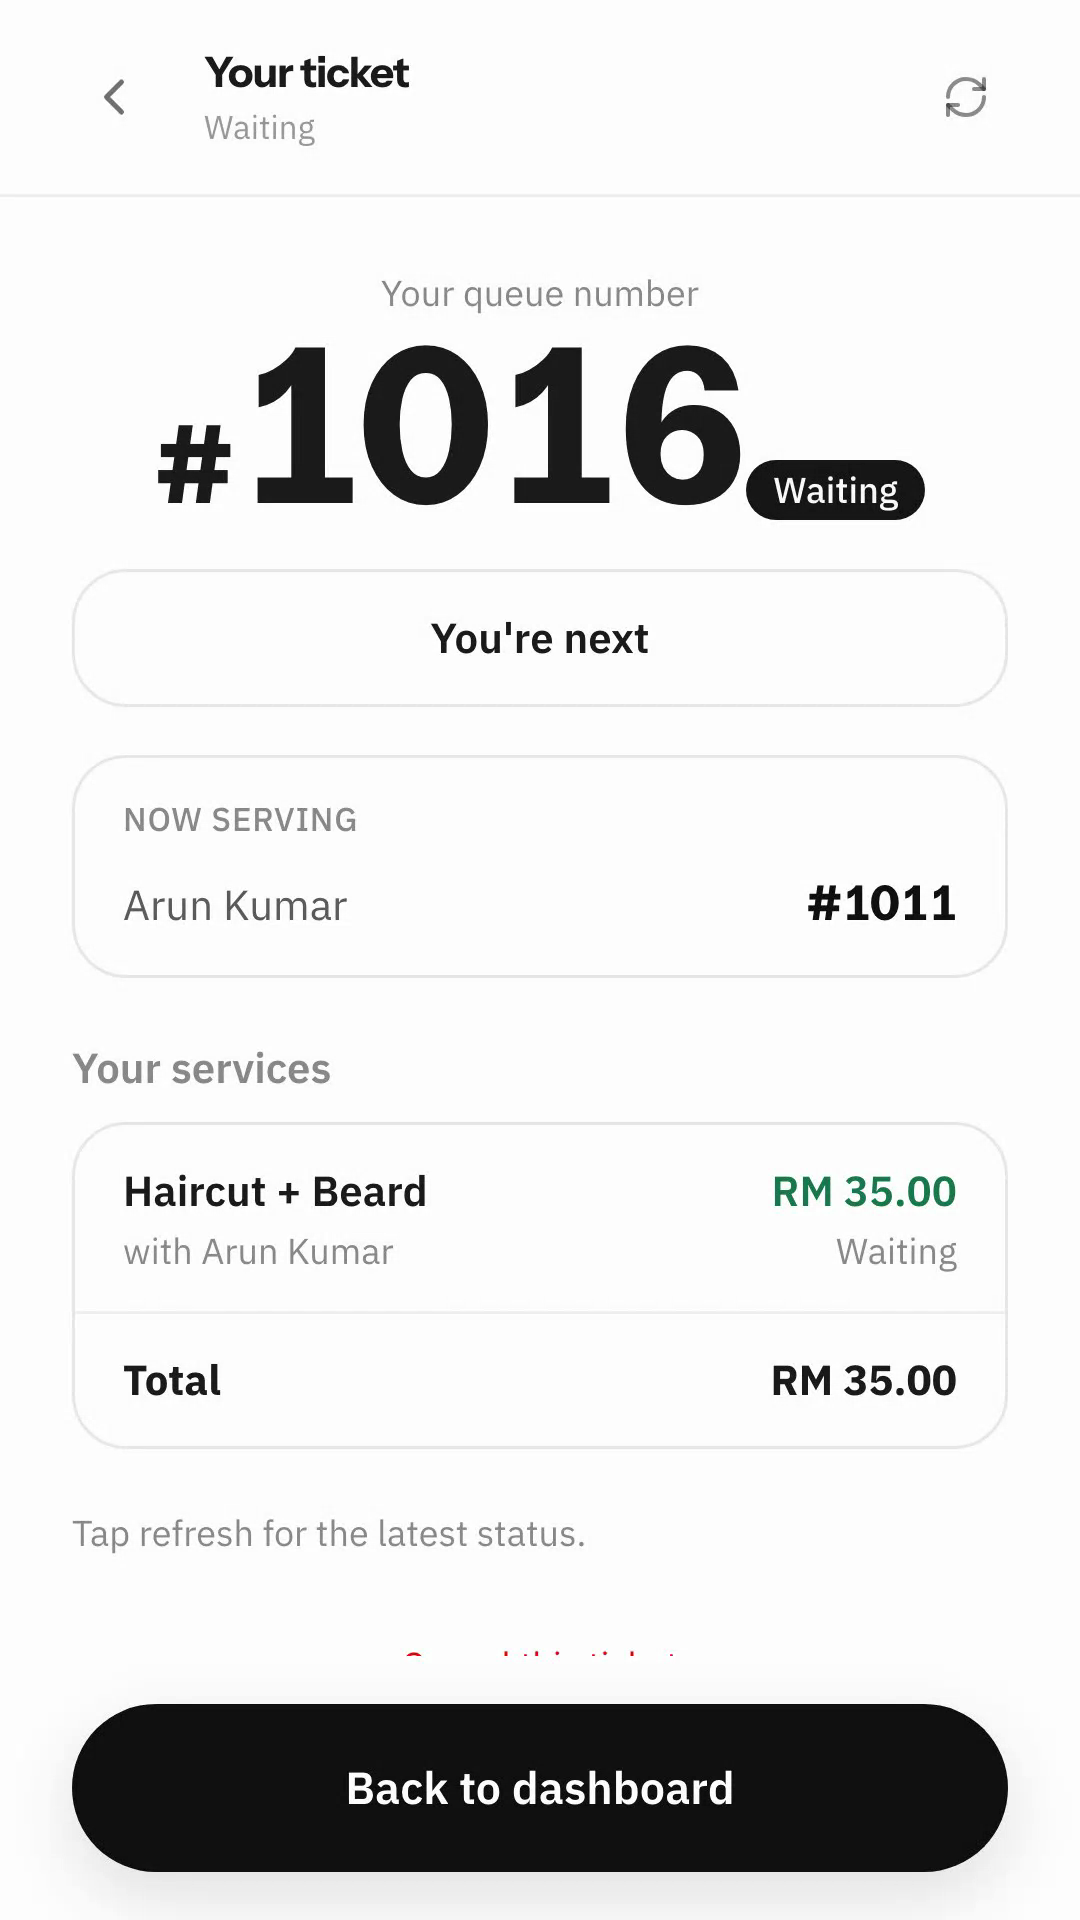 Your ticket
Waiting
Your queue number
#1016 Waiting
You're next
NOW SERVING
Arun Kumar #1011
Your services
Haircut + Beard RM 35.00
with Arun Kumar Waiting
Total RM 35.00
Tap refresh for the latest status.
Back to dashboard